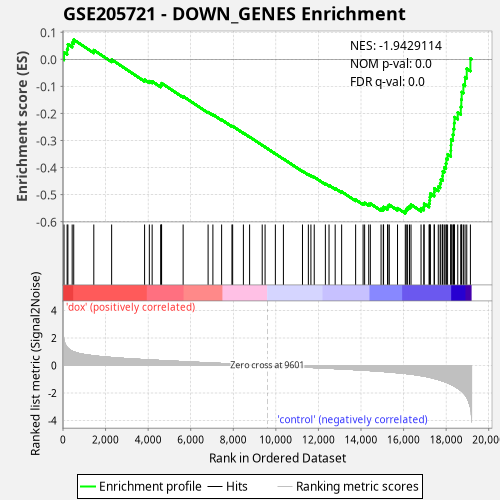 GSE205721 - DOWN_GENES Enrichment
Enrichment score (ES)
0.1
0.0
-0.1
-0.2
-0.3
-0.4
-0.5
-0.6
NES: -1.9429114
NOM p-val: 0.0
FDR q-val: 0.0
'dox' (positively correlated)
Ranked list metric (Signal2Noise)
4
2
0
-2
-4
Zero cross at 9601
'control' (negatively correlated)
0 2,000 4,000 6,000 8,000 10,000 12,000 14,000 16,000 18,000 20,000
Rank in Ordered Dataset
Enrichment profile Hits Ranking metric scores